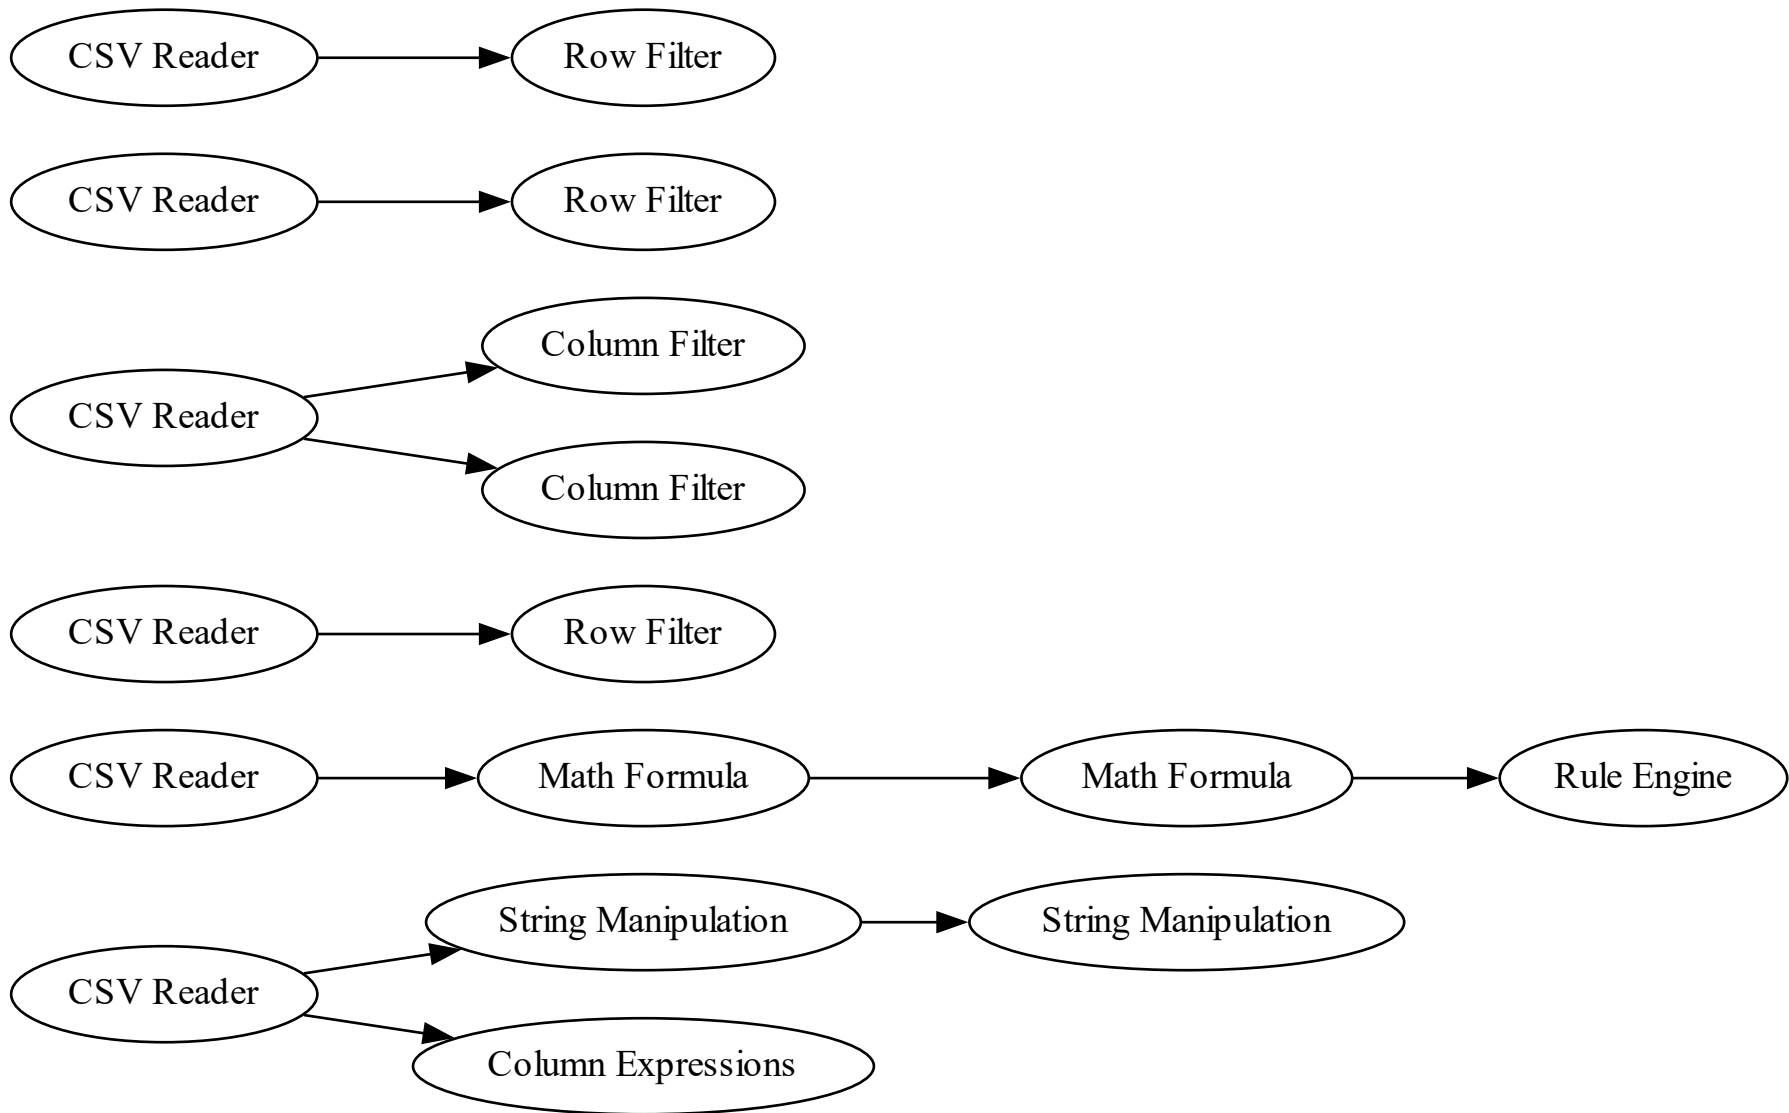 CSV Reader
Row Filter
CSV Reader
Row Filter
Column Filter
CSV Reader
Column Filter
CSV Reader
Row Filter
CSV Reader
Math Formula
Math Formula
Rule Engine
String Manipulation
String Manipulation
CSV Reader
Column Expressions